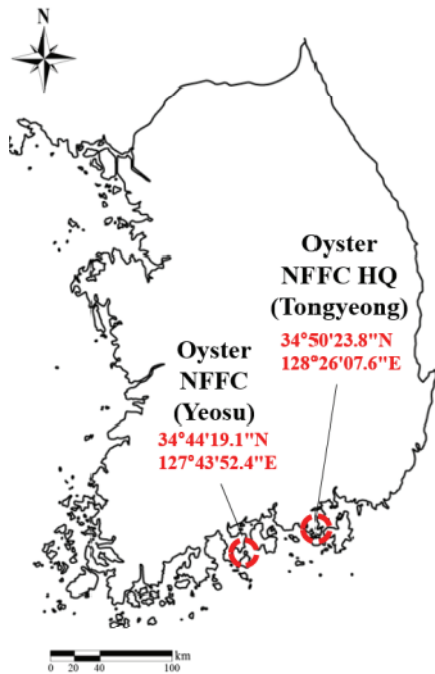 N
Oyster
NFFC HQ
(Tongyeong)
34°50'23.8"N
128°26'07.6"E
Oyster
NFFC
(Yeosu)
34°44'19.1"N
127°43'52.4"E
km
0 20 40 100